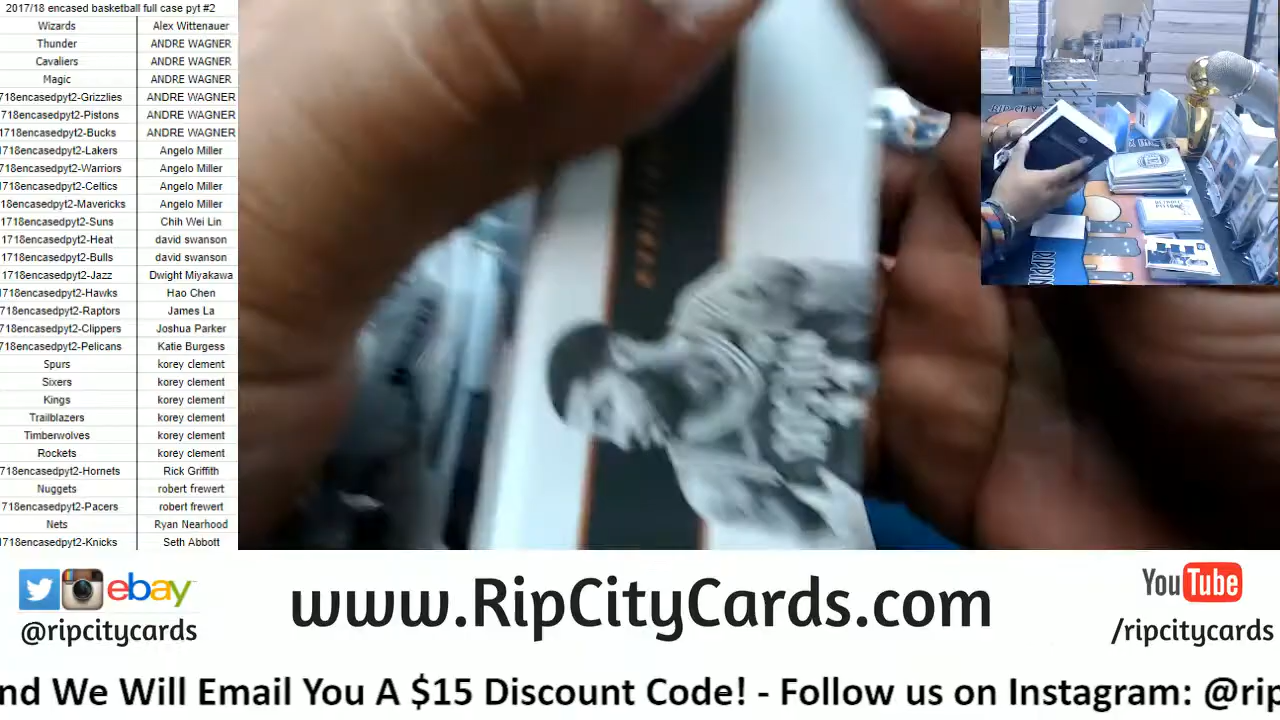 2017/18 encased basketball full case pyt #2
Wizards Alex Wittenauer
Thunder ANDRE WAGNER
Cavaliers ANDRE WAGNER
Magic ANDRE WAGNER
718encasedpyt2-Grizzlies ANDRE WAGNER
1718encasedpyt2-Pistons ANDRE WAGNER
1718encasedpyt2-Bucks ANDRE WAGNER
1718encasedpyt2-Lakers Angelo Miller
718encasedpyt2-Warriors Angelo Miller
1718encasedpyt2-Celtics Angelo Miller
18encasedpyt2-Mavericks Angelo Miller
1718encasedpyt2-Suns Chih Wei Lin
1718encasedpyt2-Heat david swanson
1718encasedpyt2-Bulls david swanson
1718encasedpyt2-Jazz Dwight Miyakawa
1718encasedpyt2-Hawks Hao Chen
718encasedpyt2-Raptors James La
718encasedpyt2-Clippers Joshua Parker
718encasedpyt2-Pelicans Katie Burgess
Spurs korey clement
Sixers korey clement
Kings korey clement
Trailblazers korey clement
Timberwolves korey clement
Rockets korey clement
718encasedpyt2-Hornets Rick Griffith
Nuggets robert frewert
718encasedpyt2-Pacers robert frewert
Nets Ryan Nearhood
1718encasedpyt2-Knicks Seth Abbott
ebay
@ripcitycards
www.RipCityCards.com
YouTube
/ripcitycards
nd We Will Email You A $15 Discount Code! - Follow us on Instagram: @rip